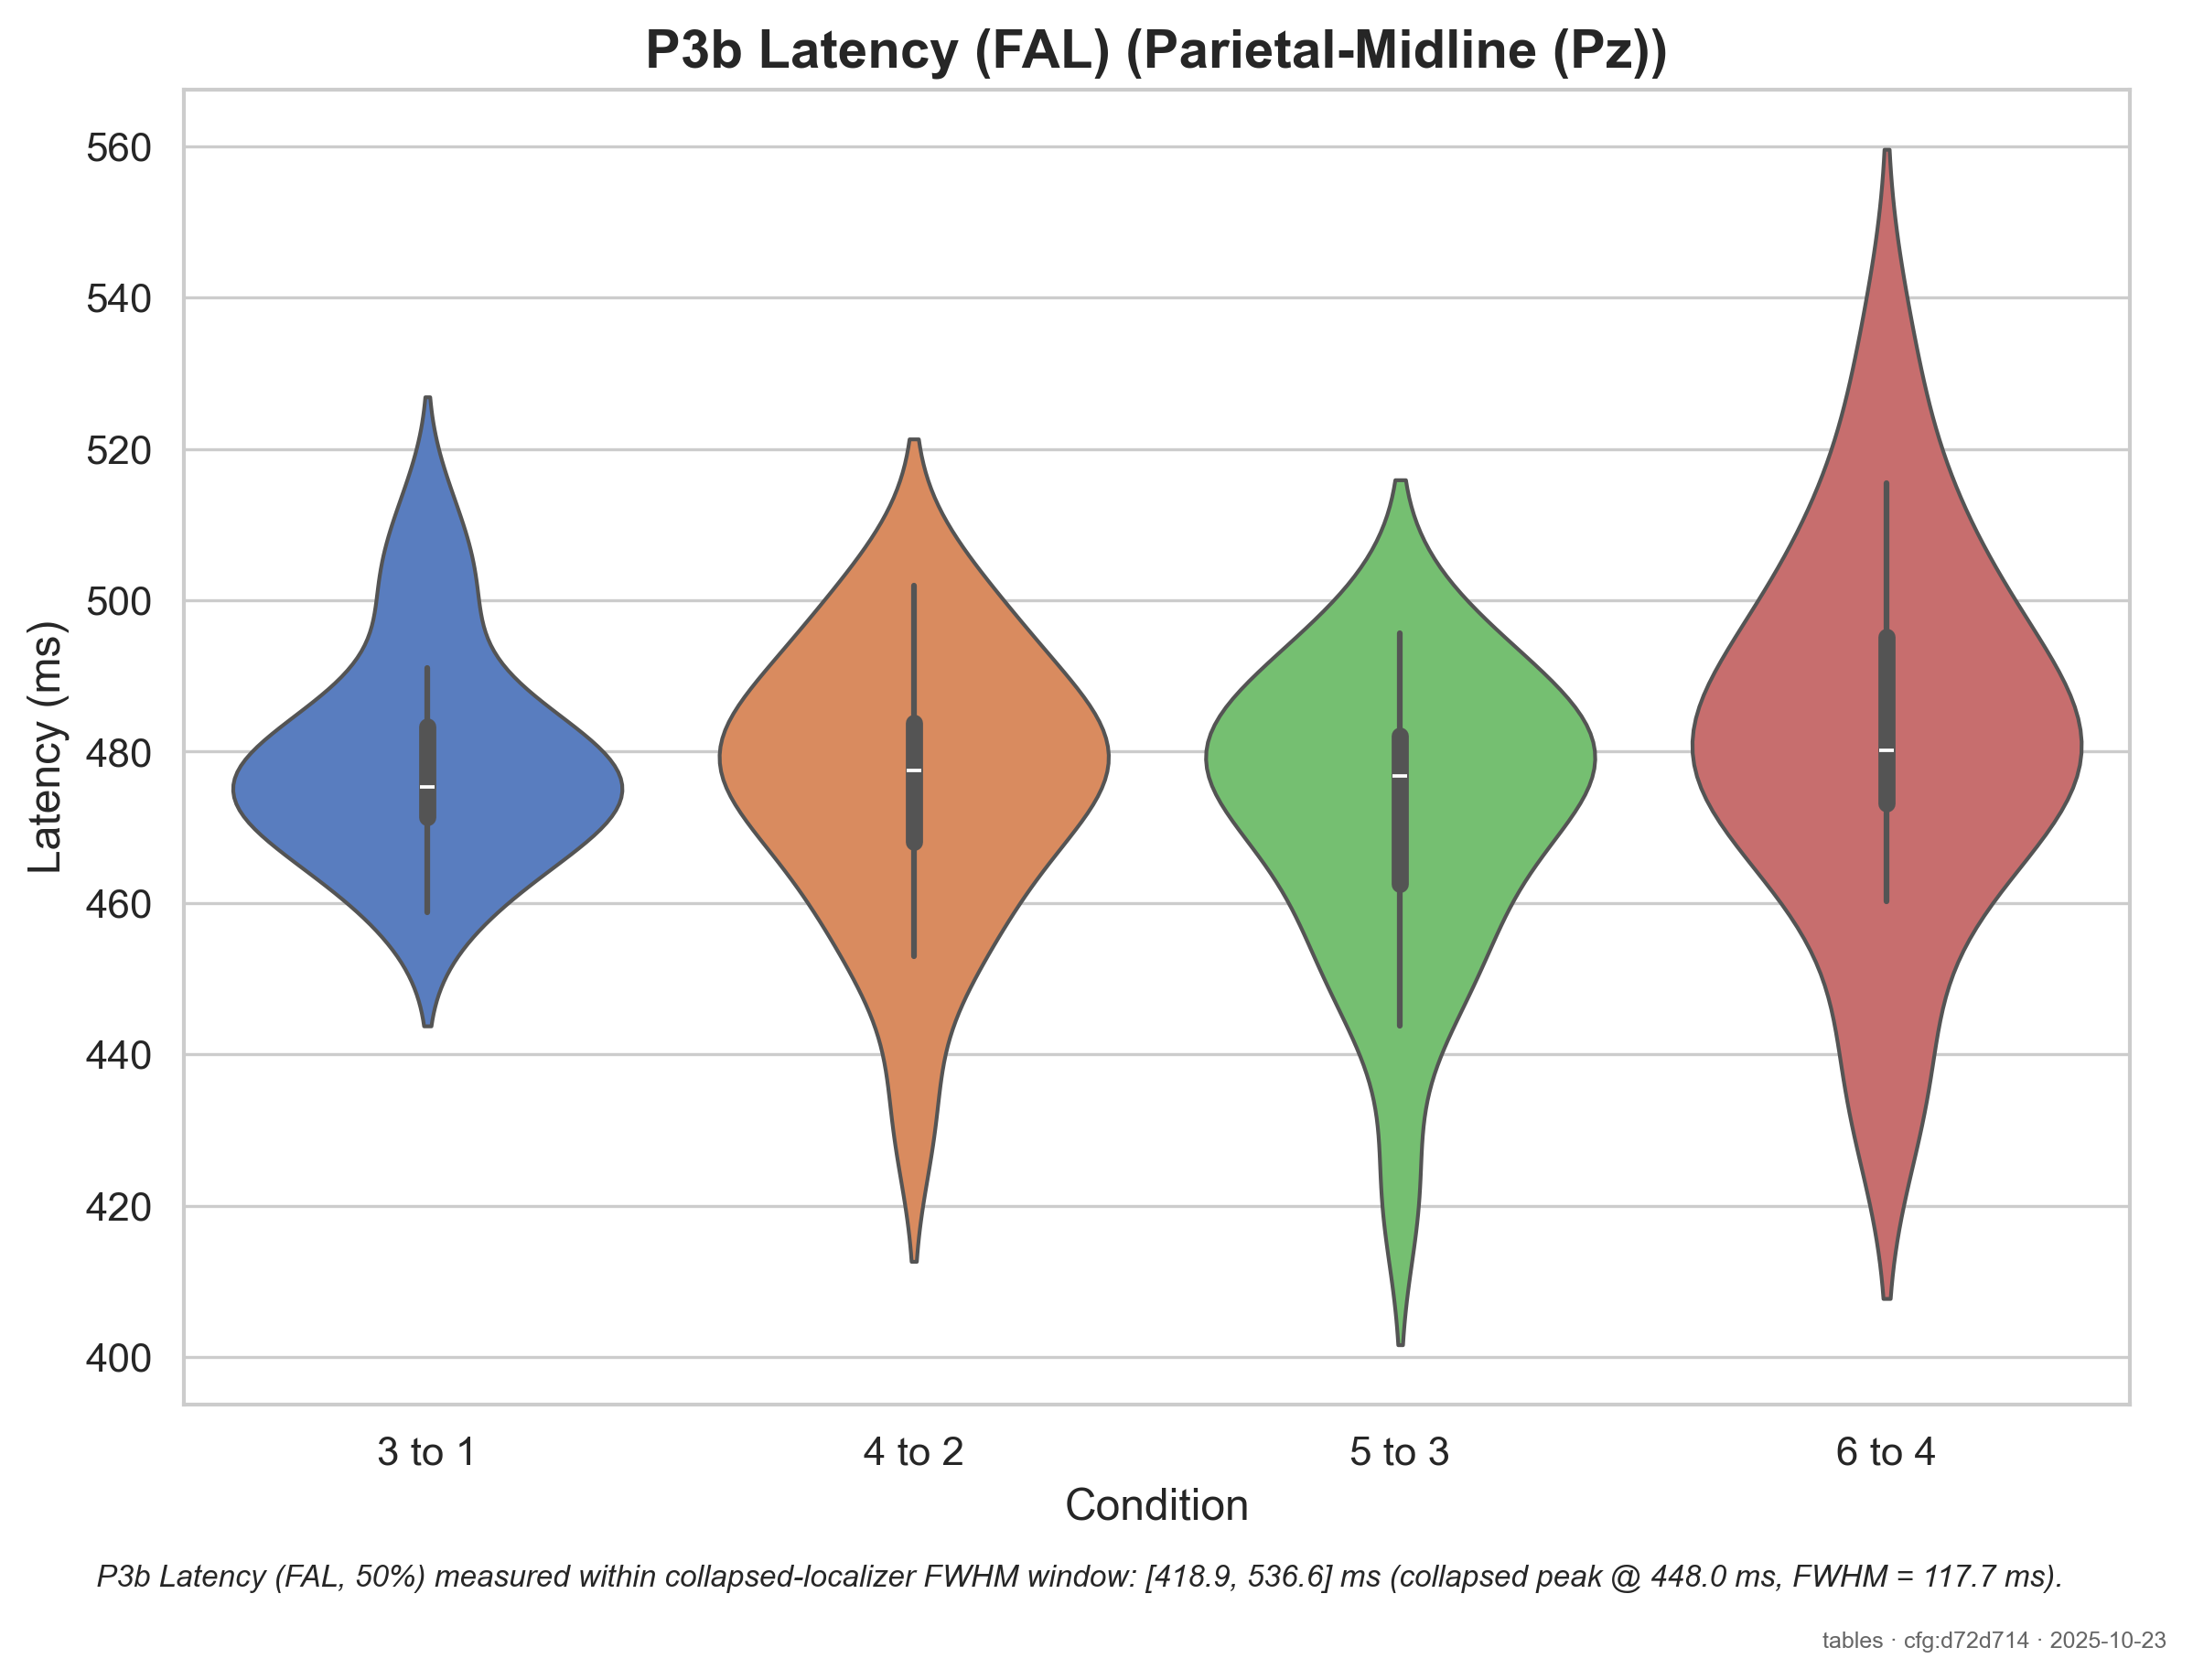 P3b Latency (FAL) (Parietal-Midline (Pz))
560
540
520
500
480
460
440
420
400
Latency (ms)
3 to 1
4 to 2
5 to 3
6 to 4
Condition
P3b Latency (FAL, 50%) measured within collapsed-localizer FWHM window: [418.9, 536.6] ms (collapsed peak @ 448.0 ms, FWHM = 117.7 ms).
tables · cfg:d72d714 · 2025-10-23